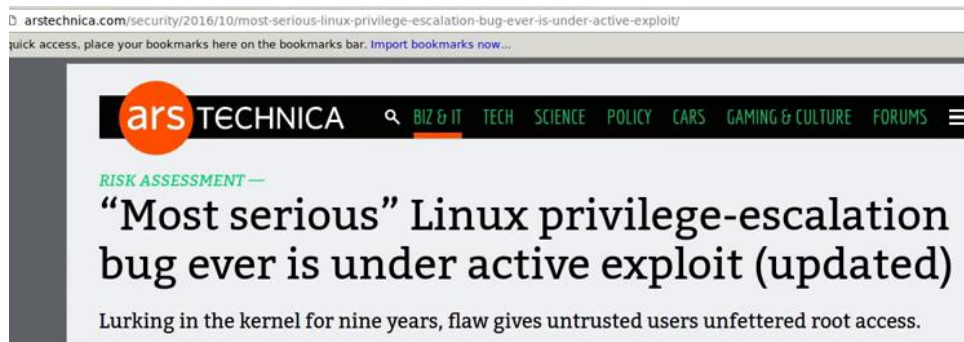 arstechnica.com/security/2016/10/most-serious-linux-privilege-escalation-bug-ever-is-under-active-exploit/
quick access, place your bookmarks here on the bookmarks bar. Import bookmarks now...
ars TECHNICA BIZ & IT TECH SCIENCE POLICY CARS GAMING & CULTURE FORUMS
RISK ASSESSMENT —
“Most serious” Linux privilege-escalation
bug ever is under active exploit (updated)
Lurking in the kernel for nine years, flaw gives untrusted users unfettered root access.